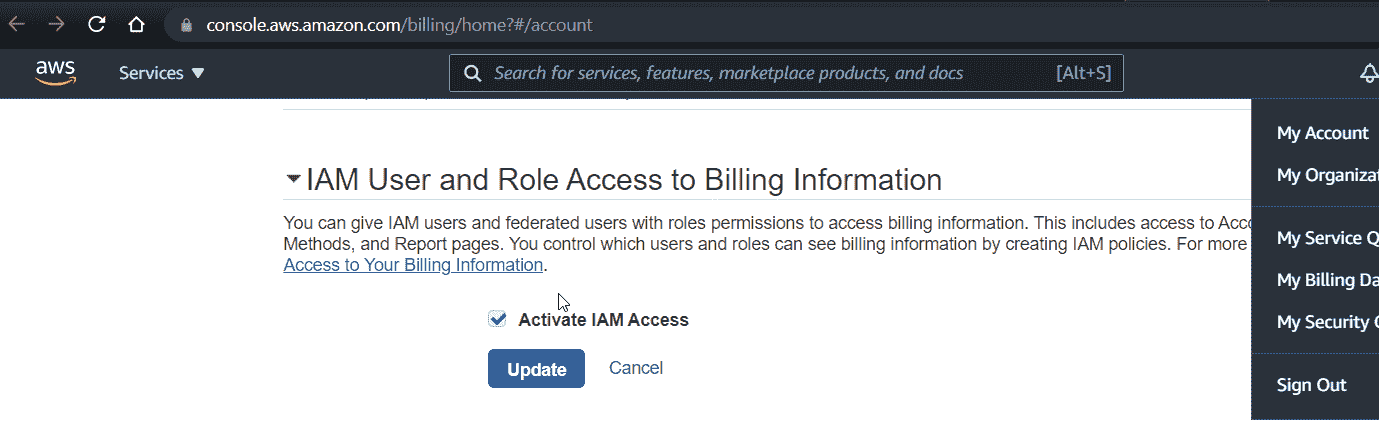 console.aws.amazon.com/billing/home?#/account
aws
Services ▼
Search for services, features, marketplace products, and docs
[Alt+S]
My Account
My Organizat
IAM User and Role Access to Billing Information
You can give IAM users and federated users with roles permissions to access billing information. This includes access to Acco
Methods, and Report pages. You control which users and roles can see billing information by creating IAM policies. For more
My Service Q
Access to Your Billing Information.
My Billing Da
Activate IAM Access
My Security
Update
Cancel
Sign Out